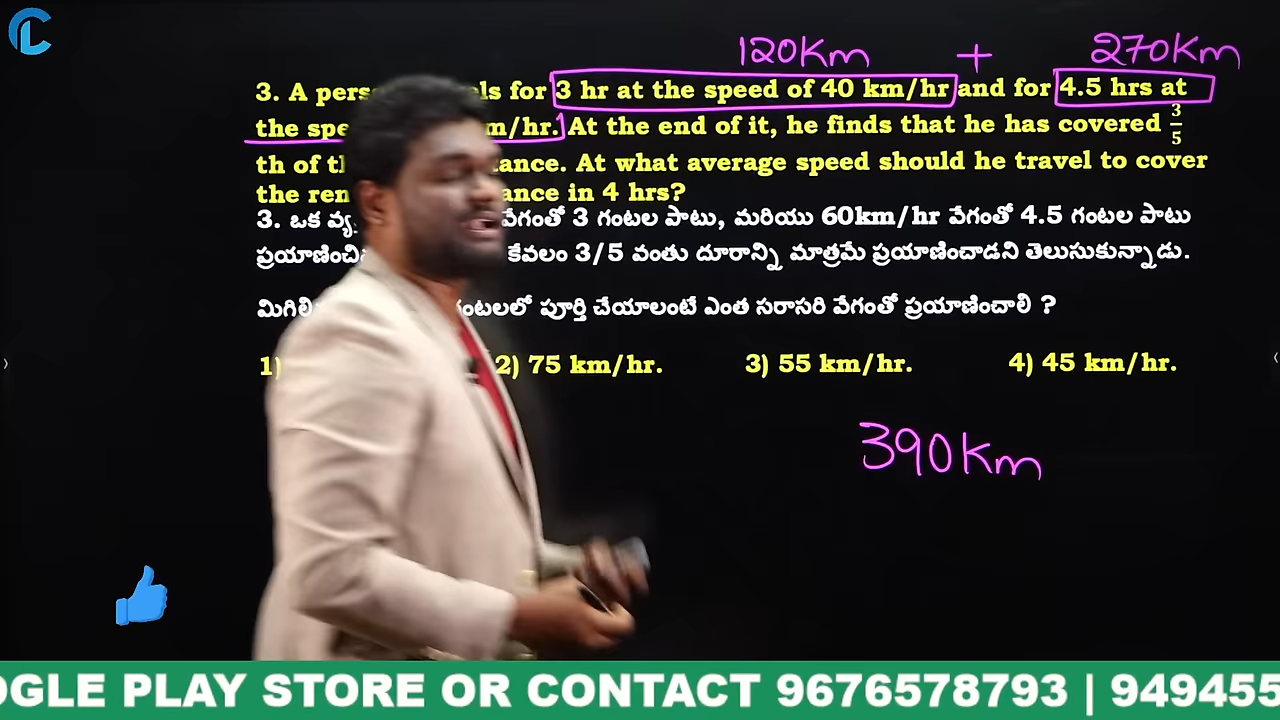 120Km + 270Km
3. A pers ls for 3 hr at the speed of 40 km/hr and for 4.5 hrs at
the spe m/hr. At the end of it, he finds that he has covered 3/5
th of t ance. At what average speed should he travel to cover
the ren ance in 4 hrs?
3. ఒక వ్య వేగంతో 3 గంటల పాటు, మరియు 60km/hr వేగంతో 4.5 గంటల పాటు
ప్రయాణించి కేవలం 3/5 వంతు దూరాన్ని మాత్రమే ప్రయాణించాడని తెలుసుకున్నాడు.
మిగిలి గంటలలో పూర్తి చేయాలంటే ఎంత సరాసరి వేగంతో ప్రయాణించాలి ?
1) 2) 75 km/hr. 3) 55 km/hr. 4) 45 km/hr.
390Km
OGLE PLAY STORE OR CONTACT 9676578793 | 949455